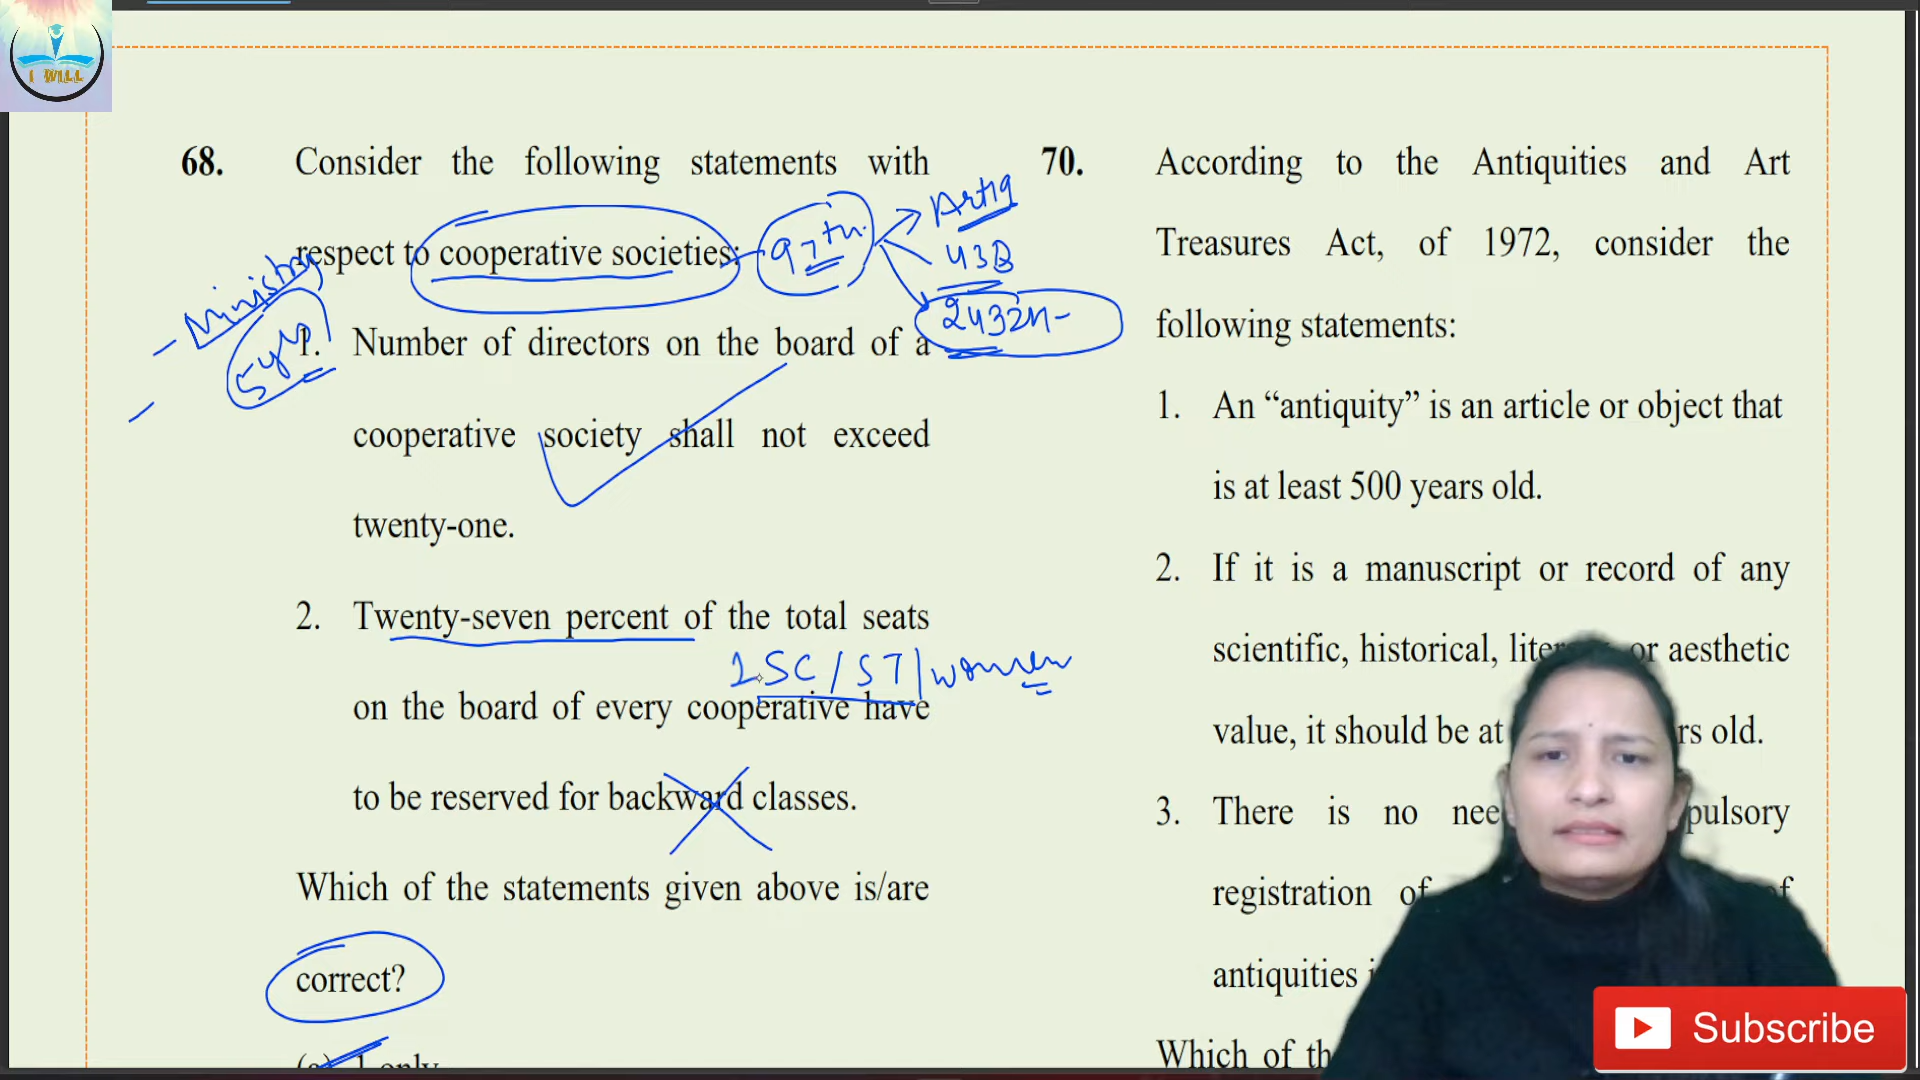 I WILL
68. Consider the following statements with
respect to cooperative societies:
97th
Art 19
43B
243ZH-
- Ministry
5yrs
1. Number of directors on the board of a
cooperative society shall not exceed
twenty-one.
2. Twenty-seven percent of the total seats
SC / ST / women
on the board of every cooperative have
to be reserved for backward classes.
Which of the statements given above is/are
correct?
1 only
70. According to the Antiquities and Art
Treasures Act, of 1972, consider the
following statements:
1. An “antiquity” is an article or object that
is at least 500 years old.
2. If it is a manuscript or record of any
scientific, historical, or aesthetic
value, it should be at old.
3. There is no
registration of
antiquities
Which of
Subscribe